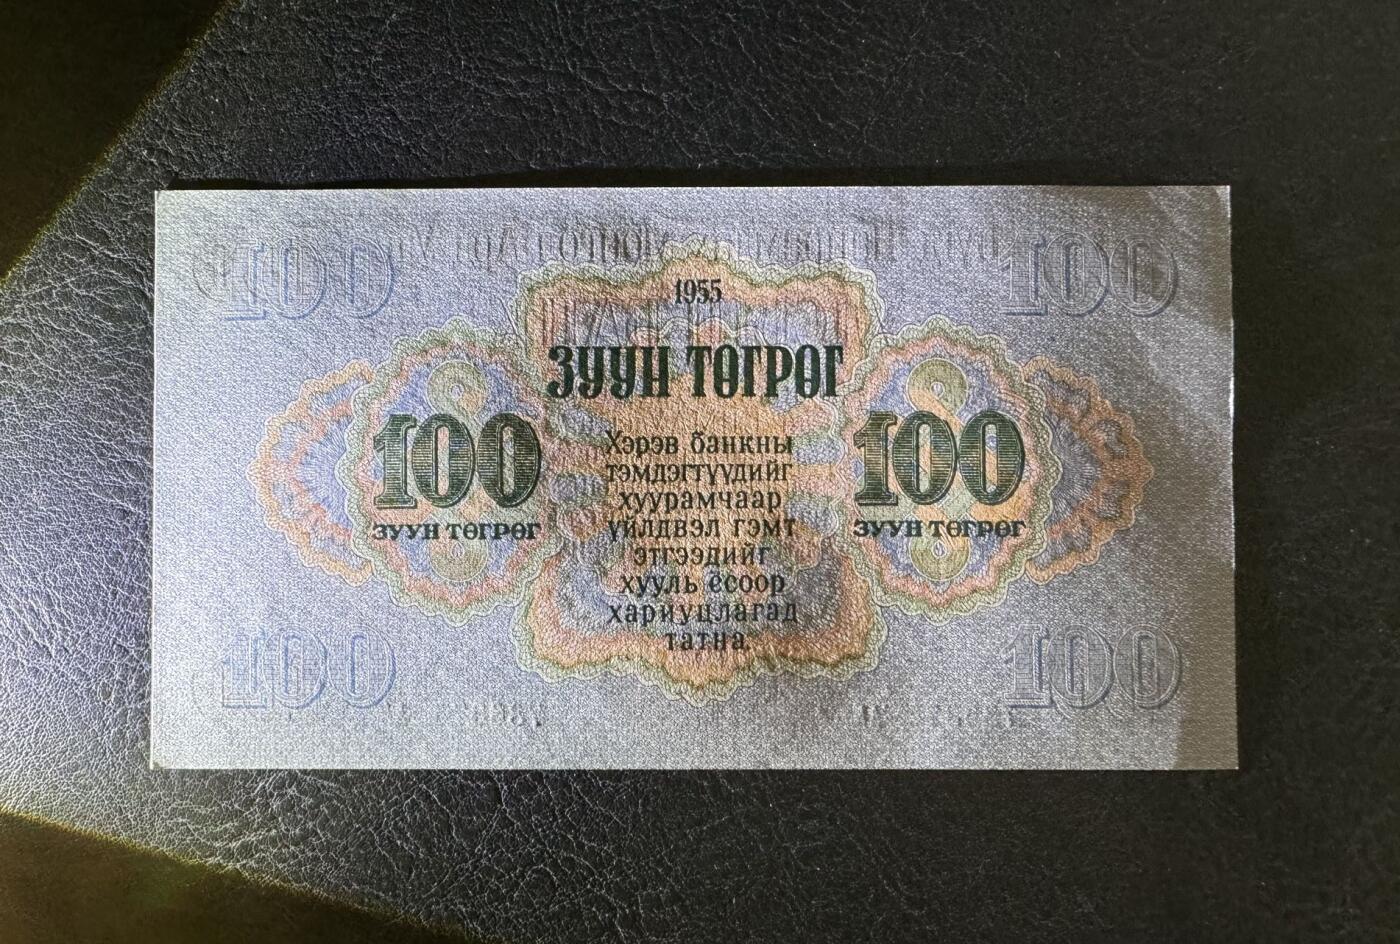 100 100
1955
ЗУУН ТӨГРӨГ
100 100
ЗУУН ТӨГРӨГ ЗУУН ТӨГРӨГ
Хэрэв банкны
тэмдэгтүүдийг
хуурамчаар
үйлдвэл гэмт
этгээдийг
хууль ёсоор
хариуцлагад
татна.
100 100